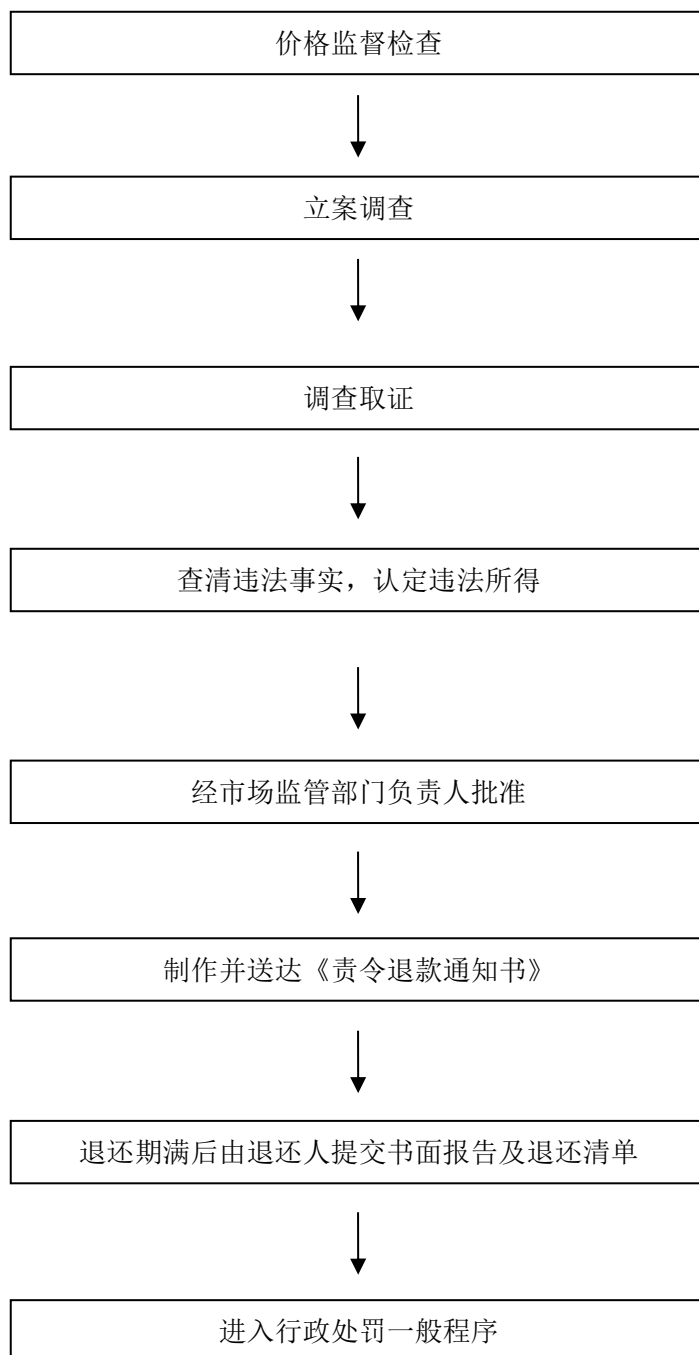 价格监督检查
立案调查
调查取证
查清违法事实，认定违法所得
经市场监管部门负责人批准
制作并送达《责令退款通知书》
退还期满后由退还人提交书面报告及退还清单
进入行政处罚一般程序